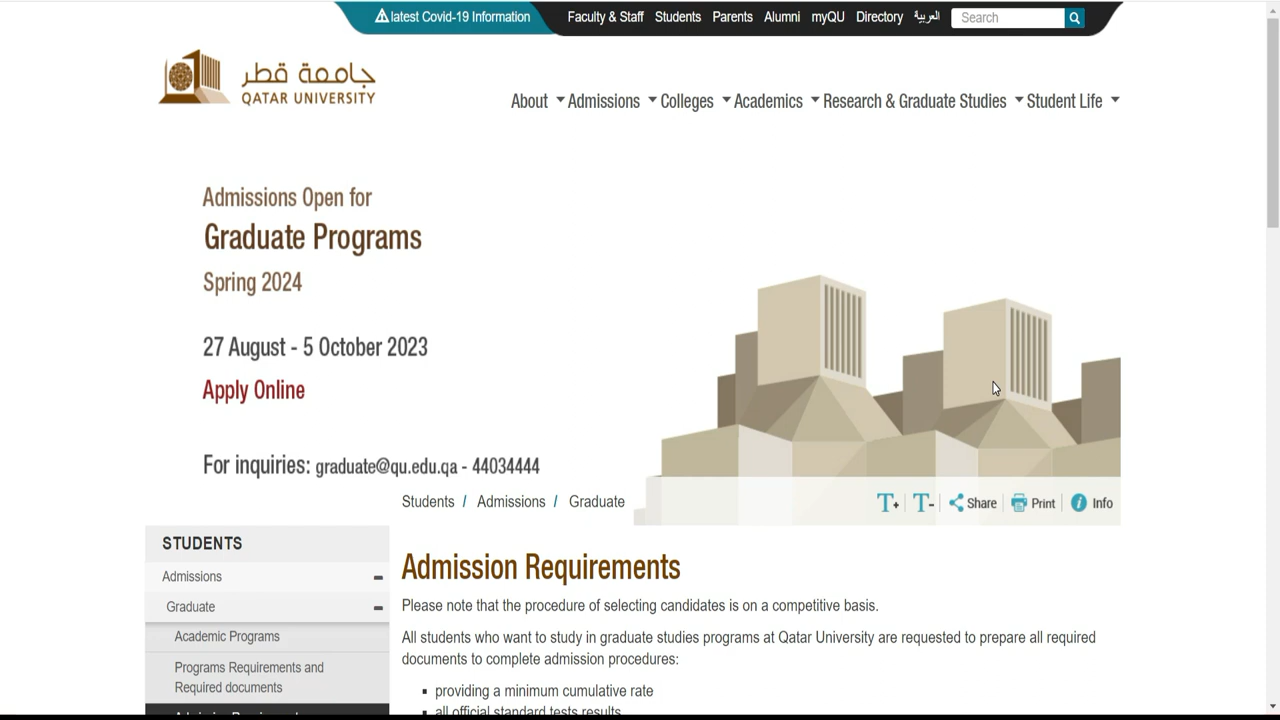 latest Covid-19 Information
Faculty & Staff Students Parents Alumni myQU Directory العربية Search
جامعة قطر
QATAR UNIVERSITY
About Admissions Colleges Academics Research & Graduate Studies Student Life
Admissions Open for
Graduate Programs
Spring 2024
27 August - 5 October 2023
Apply Online
For inquiries: graduate@qu.edu.qa - 44034444
Students / Admissions / Graduate
T+ T- Share Print Info
STUDENTS
Admissions
Graduate
Academic Programs
Programs Requirements and
Required documents
Admission Requirements
Please note that the procedure of selecting candidates is on a competitive basis.
All students who want to study in graduate studies programs at Qatar University are requested to prepare all required
documents to complete admission procedures:
providing a minimum cumulative rate
all official standard tests results